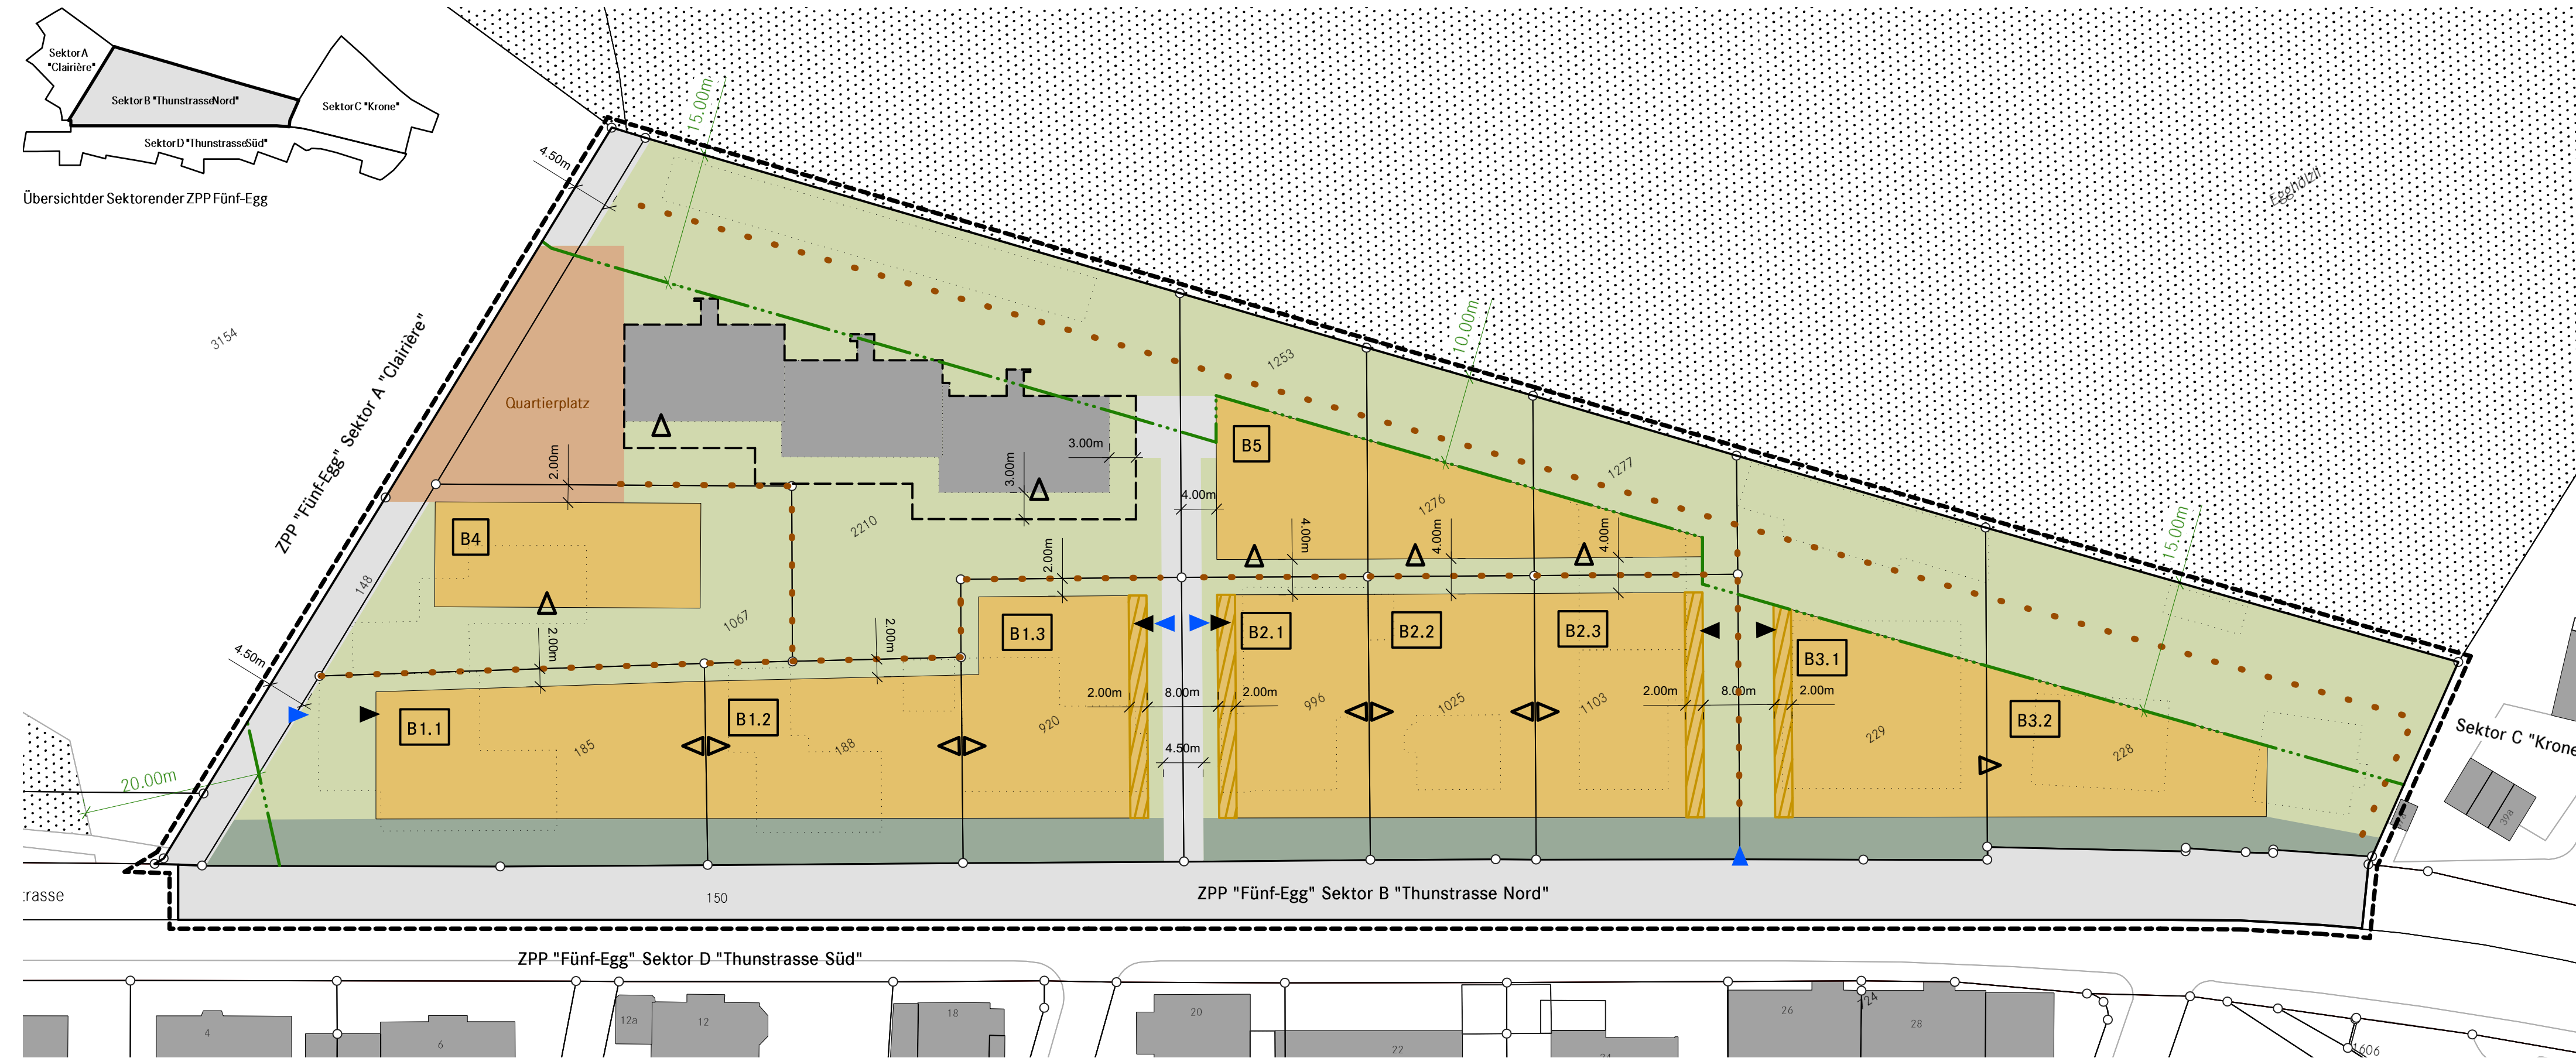 Sektor A
"Clairière"
Sektor B "Thunstrasse Nord"
Sektor C "Krone"
Sektor D "Thunstrasse Süd"
Übersicht der Sektoren der ZPP Fünf-Egg
15.00m
4.50m
Egghölzli
3154
ZPP "Fünf-Egg" Sektor A "Clairière"
Quartierplatz
1253
10.00m
3.00m
3.00m
B5
1277
2.00m
4.00m
1276
15.00m
B4
2210
4.00m
4.00m
4.00m
2.00m
148
1067
2.00m
2.00m
B1.3
B2.1
B2.2
B2.3
B3.1
4.50m
2.00m
8.00m
2.00m
2.00m
8.00m
2.00m
B1.1
B1.2
920
996
1025
1103
229
B3.2
228
Sektor C "Krone
185
188
4.50m
20.00m
39a
trasse
150
ZPP "Fünf-Egg" Sektor B "Thunstrasse Nord"
ZPP "Fünf-Egg" Sektor D "Thunstrasse Süd"
4
6
12a
12
18
20
22
24
26
724
28
1606